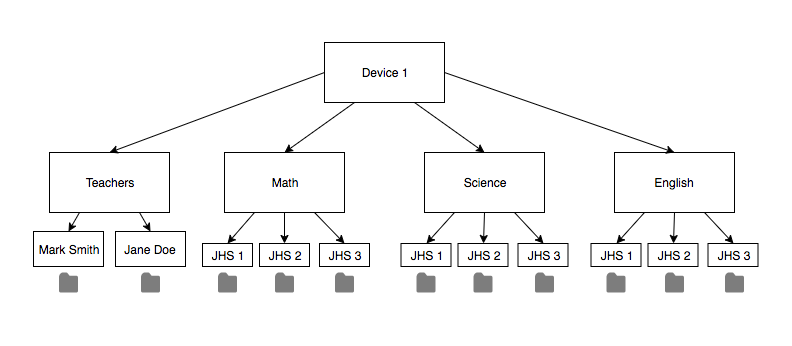 Device 1
Teachers
Math
Science
English
Mark Smith
Jane Doe
JHS 1
JHS 2
JHS 3
JHS 1
JHS 2
JHS 3
JHS 1
JHS 2
JHS 3